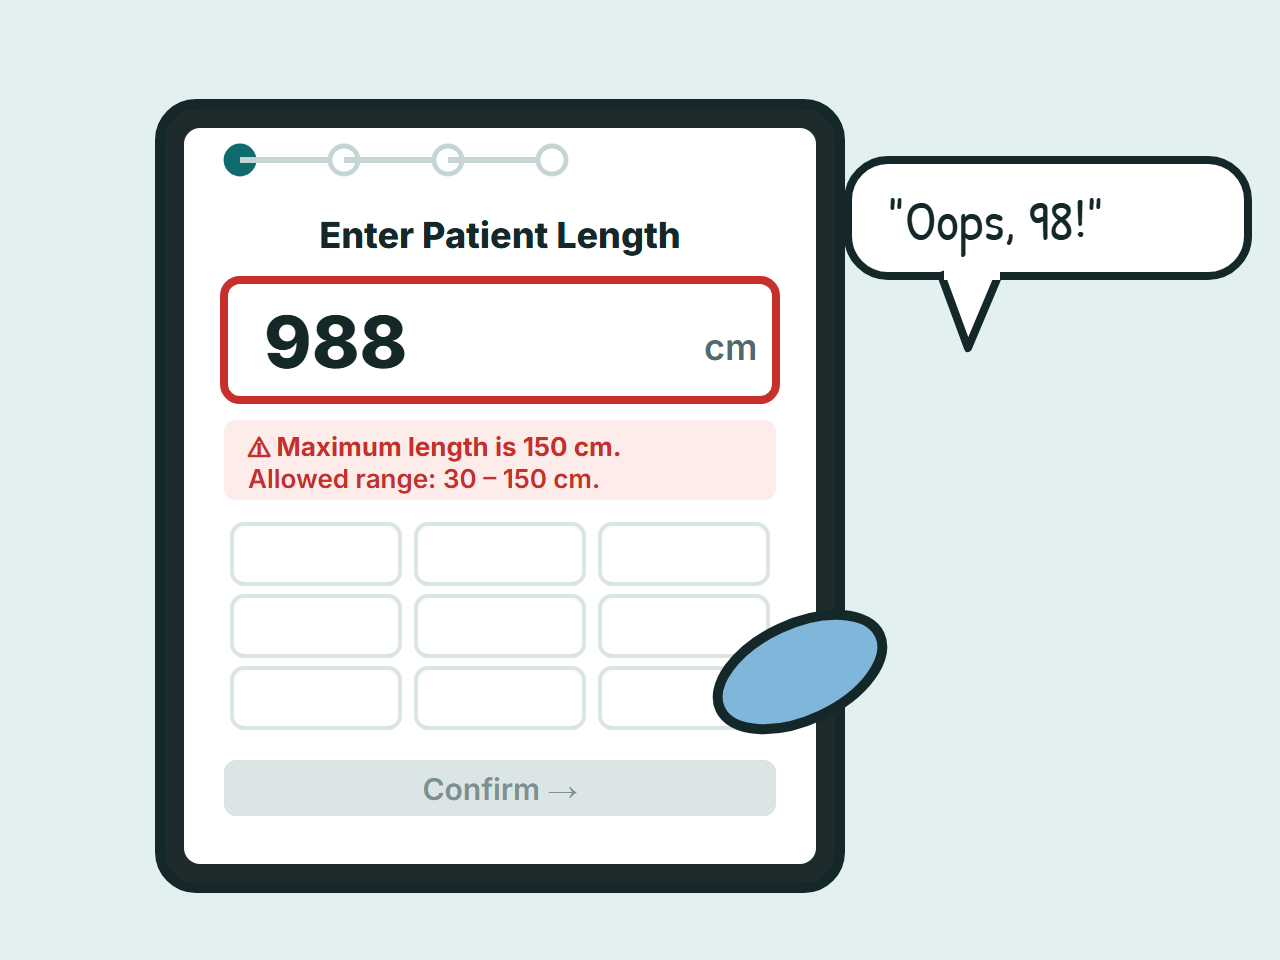 Enter Patient Length
988 cm
⚠ Maximum length is 150 cm.
Allowed range: 30 – 150 cm.
Confirm →
"Oops, 98!"